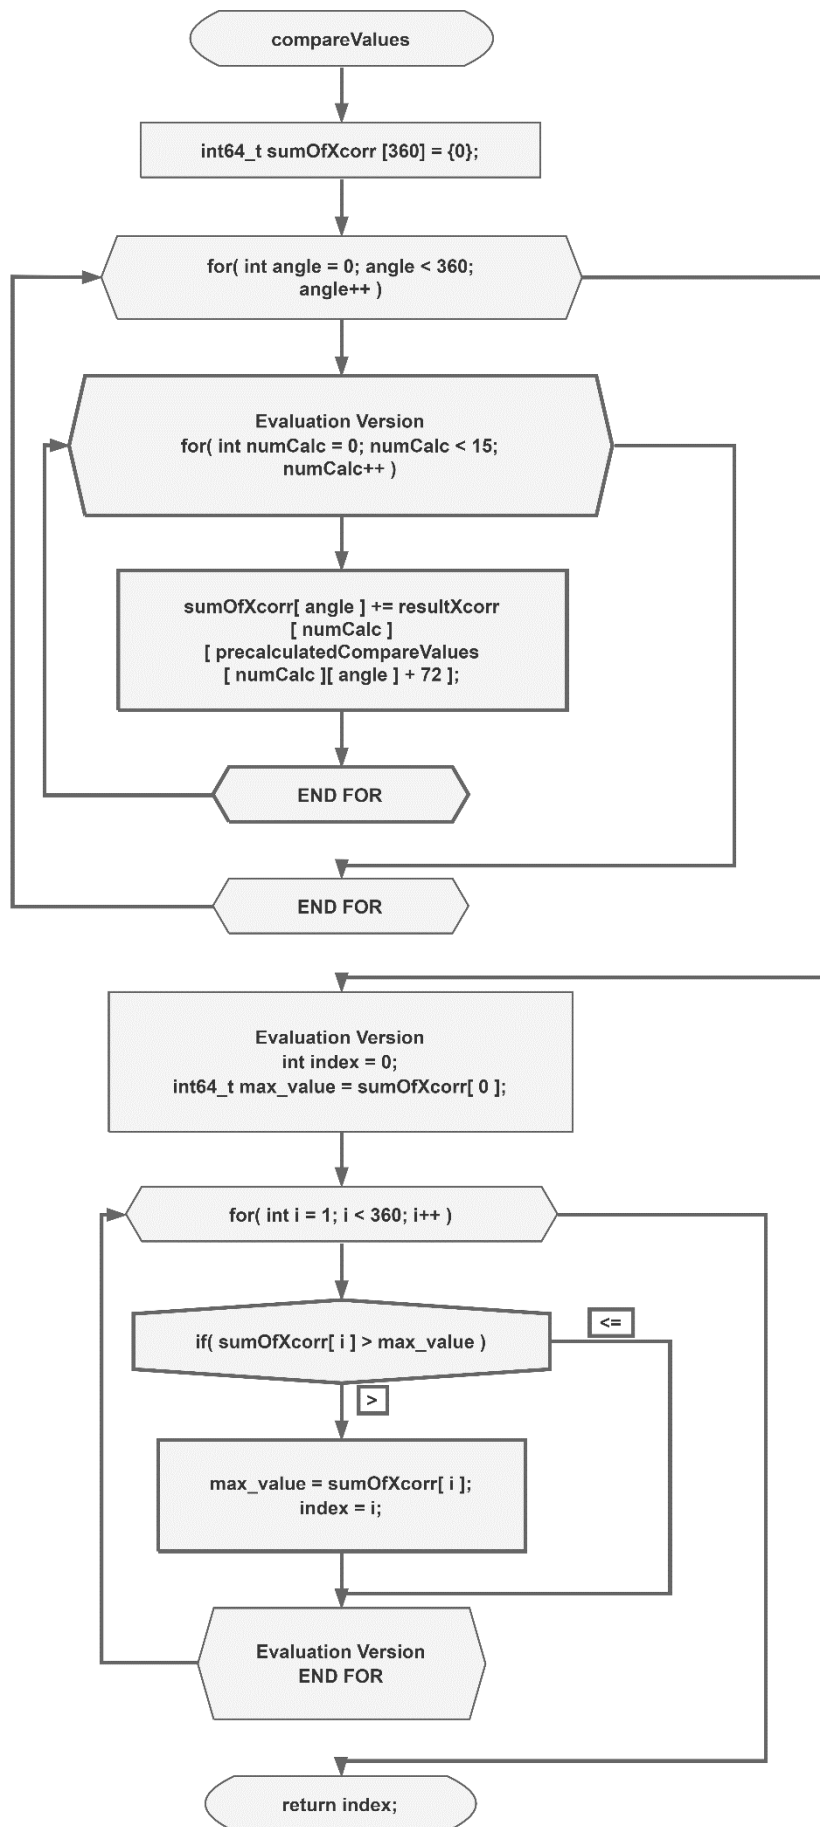 compareValues
int64_t sumOfXcorr [360] = {0};
for( int angle = 0; angle < 360;
angle++ )
Evaluation Version
for( int numCalc = 0; numCalc < 15;
numCalc++ )
sumOfXcorr[ angle ] += resultXcorr
[ numCalc ]
[ precalculatedCompareValues
[ numCalc ][ angle ] + 72 ];
END FOR
END FOR
Evaluation Version
int index = 0;
int64_t max_value = sumOfXcorr[ 0 ];
for( int i = 1; i < 360; i++ )
<=
if( sumOfXcorr[ i ] > max_value )
>
max_value = sumOfXcorr[ i ];
index = i;
Evaluation Version
END FOR
return index;